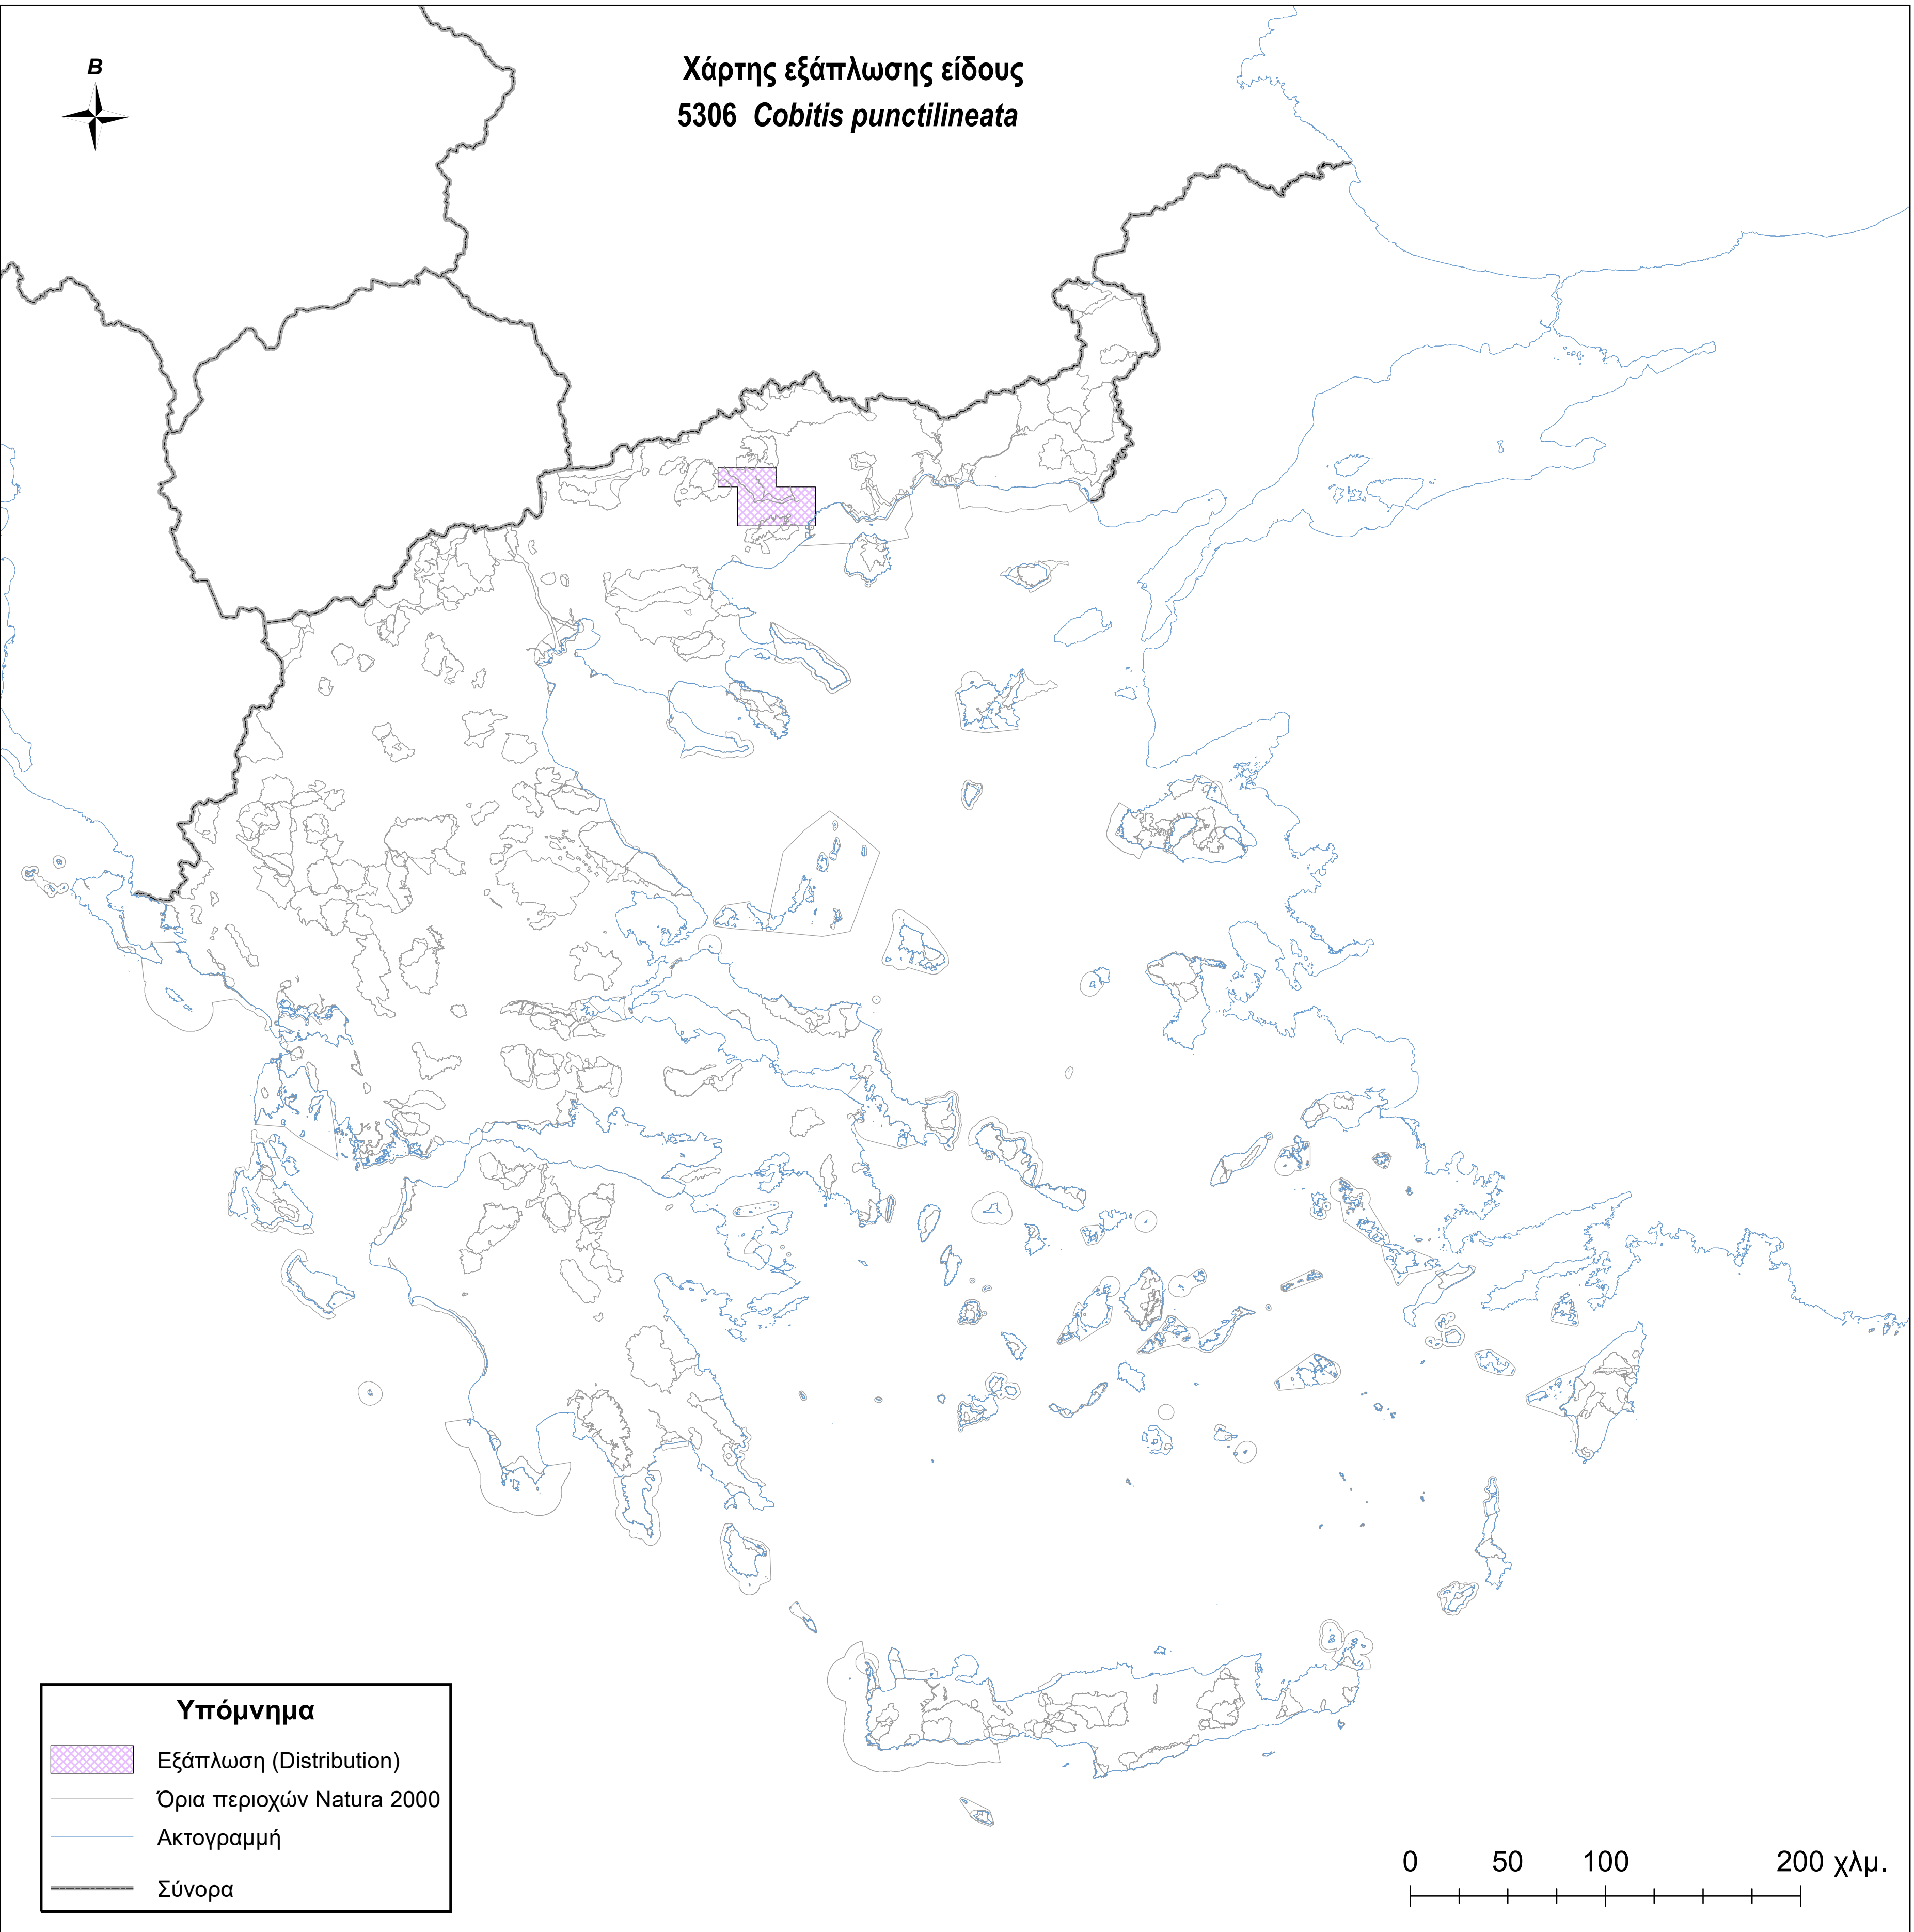 B
Χάρτης εξάπλωσης είδους
5306 Cobitis punctilineata
Υπόμνημα
Εξάπλωση (Distribution)
Όρια περιοχών Natura 2000
Ακτογραμμή
Σύνορα
0 50 100 200 χλμ.